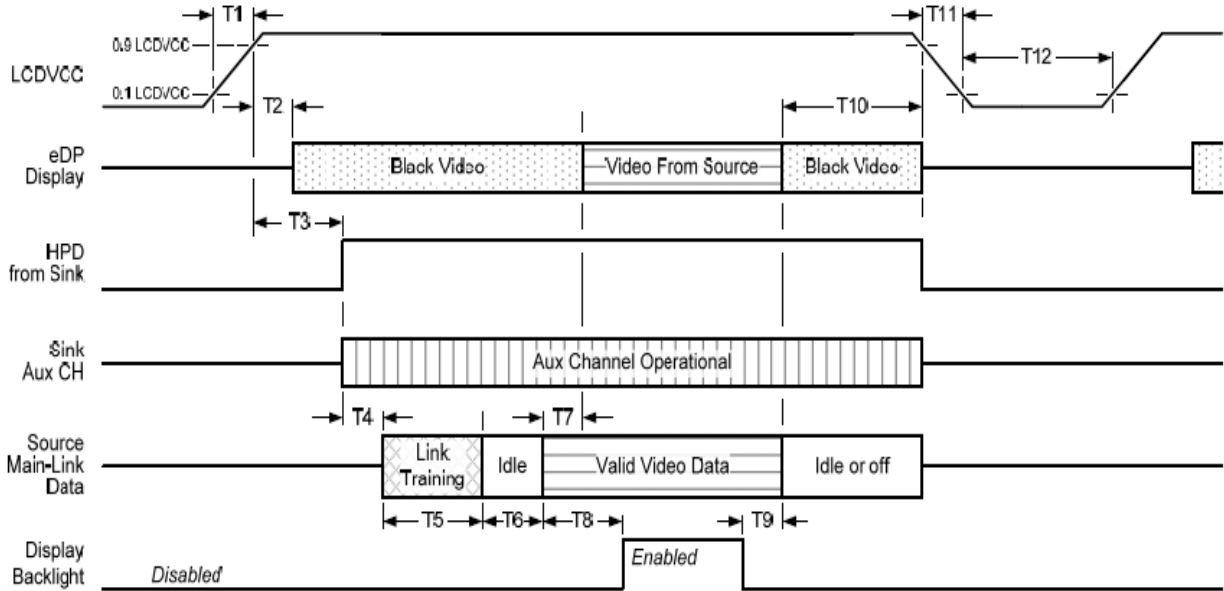 T1
T11
0.9 LCDVCC
LCDVCC
T12
0.1 LCDVCC
T2
T10
eDP
Display
Black Video
Video From Source
Black Video
T3
HPD
from Sink
Sink
Aux CH
Aux Channel Operational
T4
T7
Source
Main-Link
Data
Link
Training
Idle
Valid Video Data
Idle or off
T5
T6
T8
T9
Display
Backlight
Disabled
Enabled